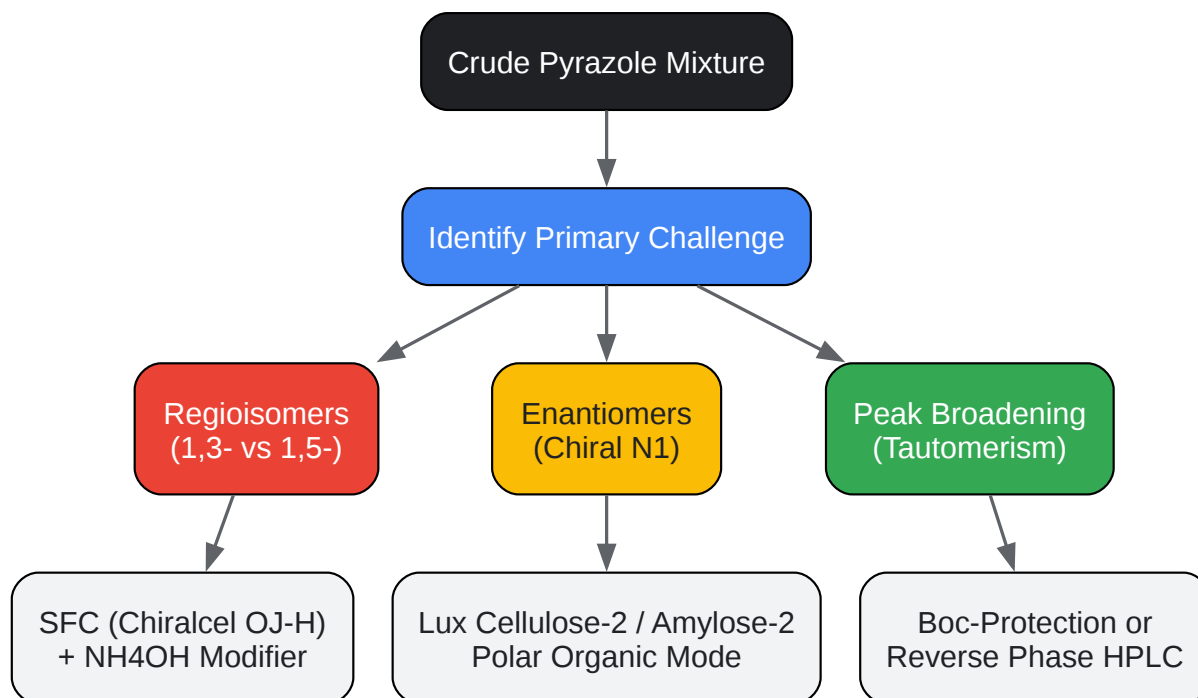 Crude Pyrazole Mixture
Identify Primary Challenge
Regioisomers
(1,3- vs 1,5-)
Enantiomers
(Chiral N1)
Peak Broadening
(Tautomerism)
SFC (Chiralcel OJ-H)
+ NH4OH Modifier
Lux Cellulose-2 / Amylose-2
Polar Organic Mode
Boc-Protection or
Reverse Phase HPLC